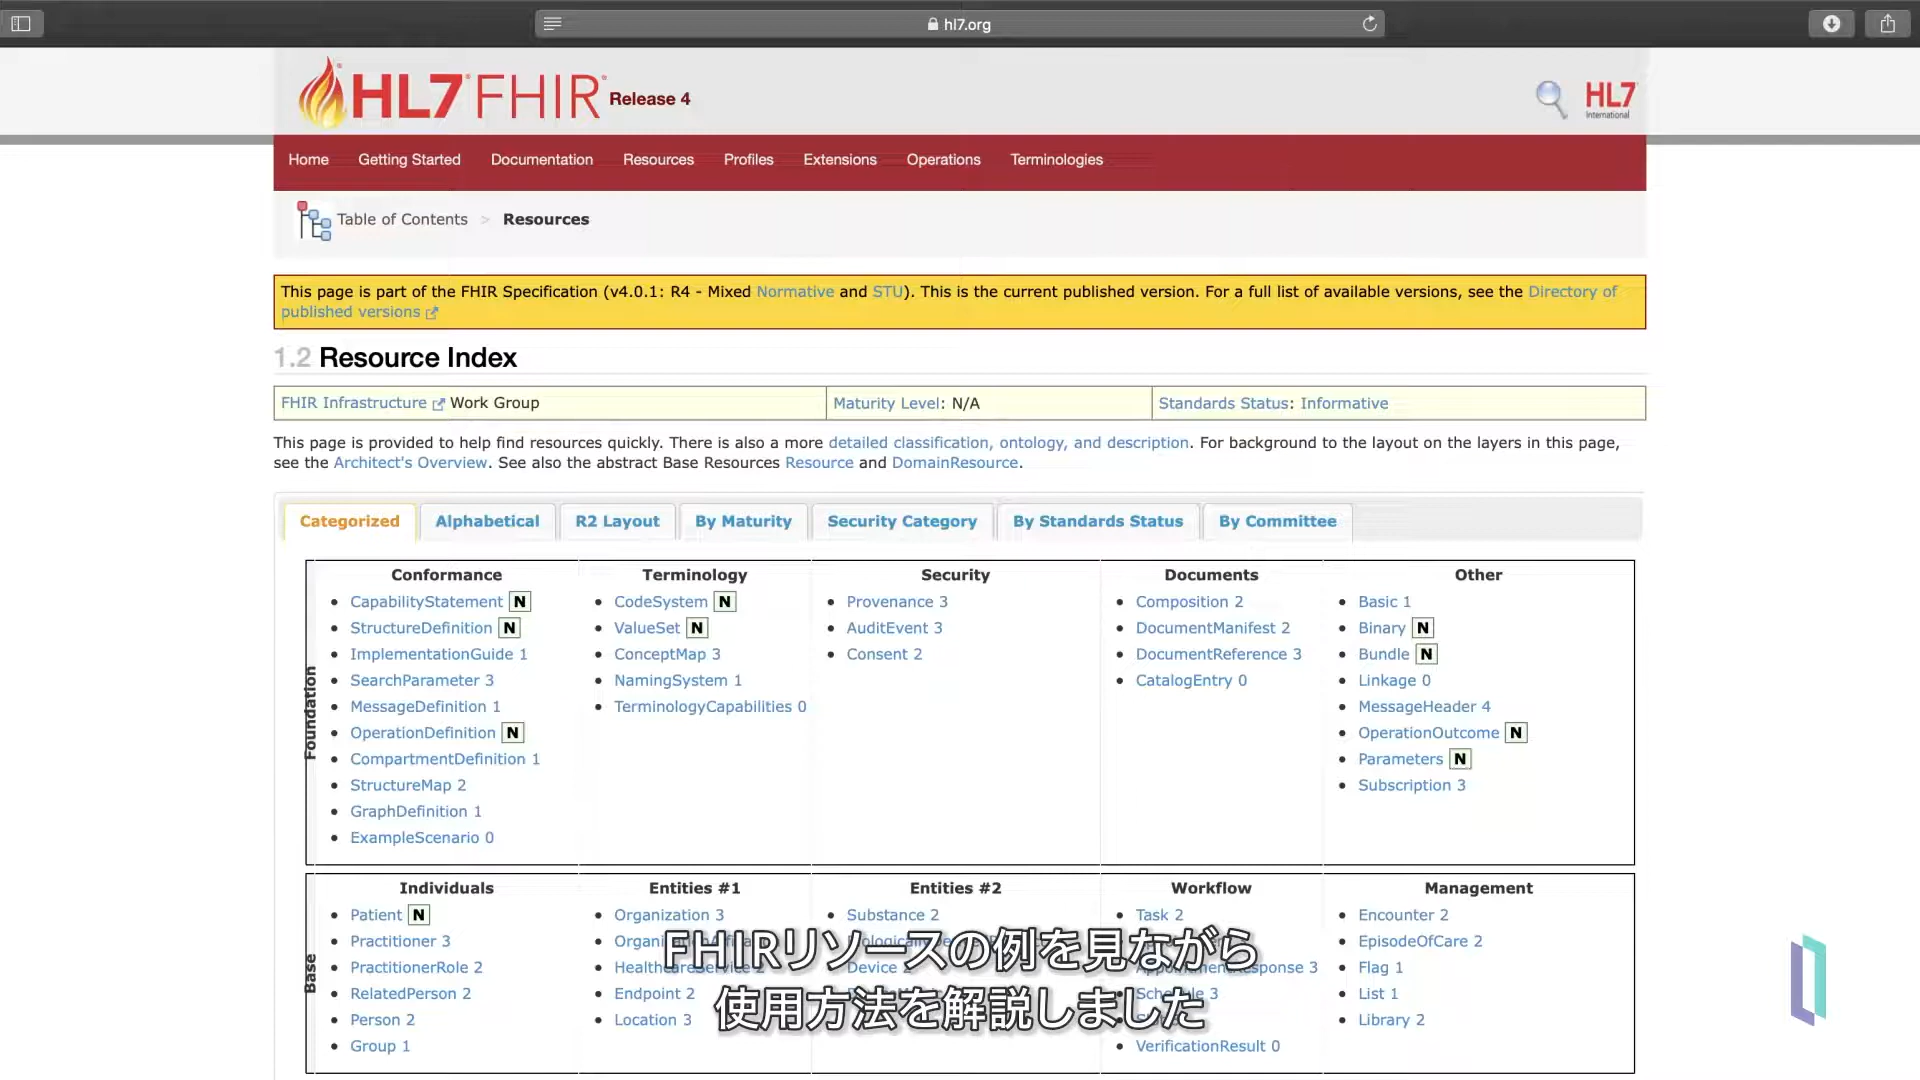 hl7.org
HL7 FHIR Release 4
HL7
International
Home Getting Started Documentation Resources Profiles Extensions Operations Terminologies
Table of Contents > Resources
This page is part of the FHIR Specification (v4.0.1: R4 - Mixed Normative and STU). This is the current published version. For a full list of available versions, see the Directory of
published versions
1.2 Resource Index
FHIR Infrastructure Work Group
Maturity Level: N/A
Standards Status: Informative
This page is provided to help find resources quickly. There is also a more detailed classification, ontology, and description. For background to the layout on the layers in this page,
see the Architect's Overview. See also the abstract Base Resources Resource and DomainResource.
Categorized Alphabetical R2 Layout By Maturity Security Category By Standards Status By Committee
Foundation
Conformance
CapabilityStatement N
StructureDefinition N
ImplementationGuide 1
SearchParameter 3
MessageDefinition 1
OperationDefinition N
CompartmentDefinition 1
StructureMap 2
GraphDefinition 1
ExampleScenario 0
Terminology
CodeSystem N
ValueSet N
ConceptMap 3
NamingSystem 1
TerminologyCapabilities 0
Security
Provenance 3
AuditEvent 3
Consent 2
Documents
Composition 2
DocumentManifest 2
DocumentReference 3
CatalogEntry 0
Other
Basic 1
Binary N
Bundle N
Linkage 0
MessageHeader 4
OperationOutcome N
Parameters N
Subscription 3
Base
Individuals
Patient N
Practitioner 3
PractitionerRole 2
RelatedPerson 2
Person 2
Group 1
Entities #1
Organization 3
HealthcareService 2
Endpoint 2
Location 3
Entities #2
Substance 2
Device 2
Workflow
Task 2
AppointmentResponse 3
Schedule 3
VerificationResult 0
Management
Encounter 2
EpisodeOfCare 2
Flag 1
List 1
Library 2
FHIRリソースの例を見ながら
使用方法を解説しました